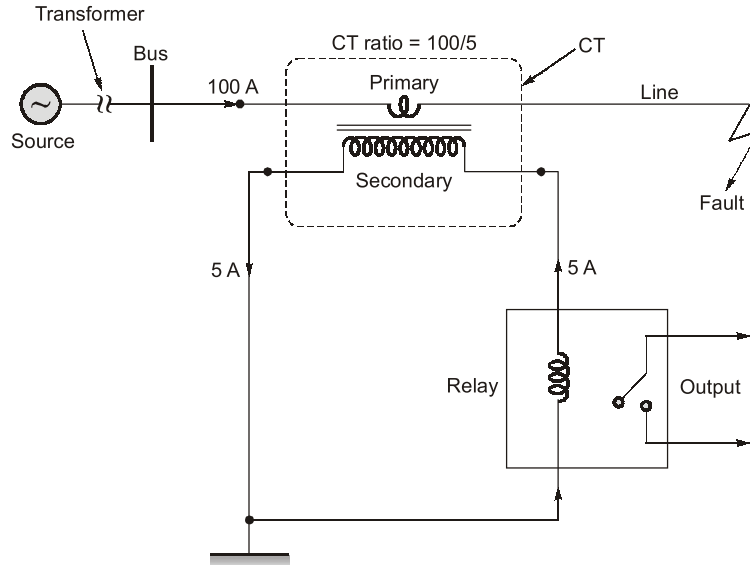 Transformer
CT ratio = 100/5
CT
Bus
100 A
Primary
Line
Source
Secondary
Fault
5 A
5 A
Relay
Output